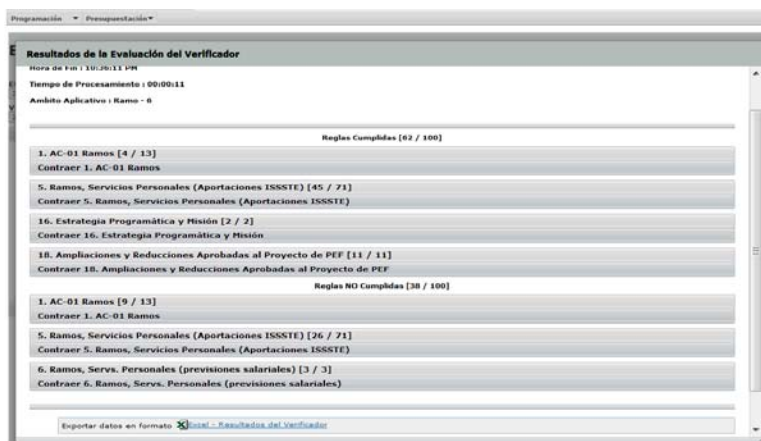 Programación Presupuestación
E
Resultados de la Evaluación del Verificador
Hora de Fin : 10:36:11 PM
Tiempo de Procesamiento : 00:00:11
Ambito Aplicativo : Ramo - 6
Reglas Cumplidas [62 / 100]
1. AC-01 Ramos [4 / 13]
Contraer 1. AC-01 Ramos
5. Ramos, Servicios Personales (Aportaciones ISSSTE) [45 / 71]
Contraer 5. Ramos, Servicios Personales (Aportaciones ISSSTE)
16. Estrategia Programática y Misión [2 / 2]
Contraer 16. Estrategia Programática y Misión
18. Ampliaciones y Reducciones Aprobadas al Proyecto de PEF [11 / 11]
Contraer 18. Ampliaciones y Reducciones Aprobadas al Proyecto de PEF
Reglas NO Cumplidas [38 / 100]
1. AC-01 Ramos [9 / 13]
Contraer 1. AC-01 Ramos
5. Ramos, Servicios Personales (Aportaciones ISSSTE) [26 / 71]
Contraer 5. Ramos, Servicios Personales (Aportaciones ISSSTE)
6. Ramos, Servs. Personales (previsiones salariales) [3 / 3]
Contraer 6. Ramos, Servs. Personales (previsiones salariales)
Exportar datos en formato Excel - Resultados del Verificador